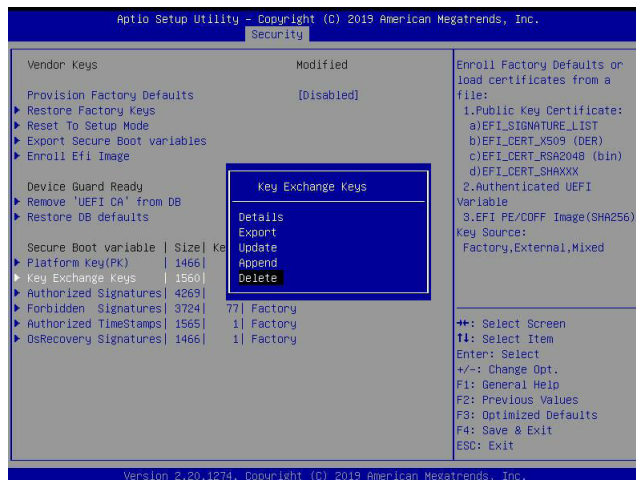 Aptio Setup Utility – Copyright (C) 2019 American Megatrends, Inc.
Security
Vendor Keys Modified
Provision Factory Defaults [Disabled]
Restore Factory Keys
Reset To Setup Mode
Export Secure Boot variables
Enroll Efi Image
Device Guard Ready
Remove 'UEFI CA' from DB
Restore DB defaults
Secure Boot variable | Size| Ke
Platform Key(PK) | 1466|
Key Exchange Keys | 1560|
Authorized Signatures| 4269|
Forbidden Signatures| 3724| 77| Factory
Authorized TimeStamps| 1565| 1| Factory
OsRecovery Signatures| 1466| 1| Factory
Key Exchange Keys
Details
Export
Update
Append
Delete
Enroll Factory Defaults or
load certificates from a
file:
1.Public Key Certificate:
a)EFI_SIGNATURE_LIST
b)EFI_CERT_X509 (DER)
c)EFI_CERT_RSA2048 (bin)
d)EFI_CERT_SHAXXX
2.Authenticated UEFI
Variable
3.EFI PE/COFF Image(SHA256)
Key Source:
Factory,External,Mixed
→←: Select Screen
↑↓: Select Item
Enter: Select
+/-: Change Opt.
F1: General Help
F2: Previous Values
F3: Optimized Defaults
F4: Save & Exit
ESC: Exit
Version 2.20.1274. Copyright (C) 2019 American Megatrends, Inc.